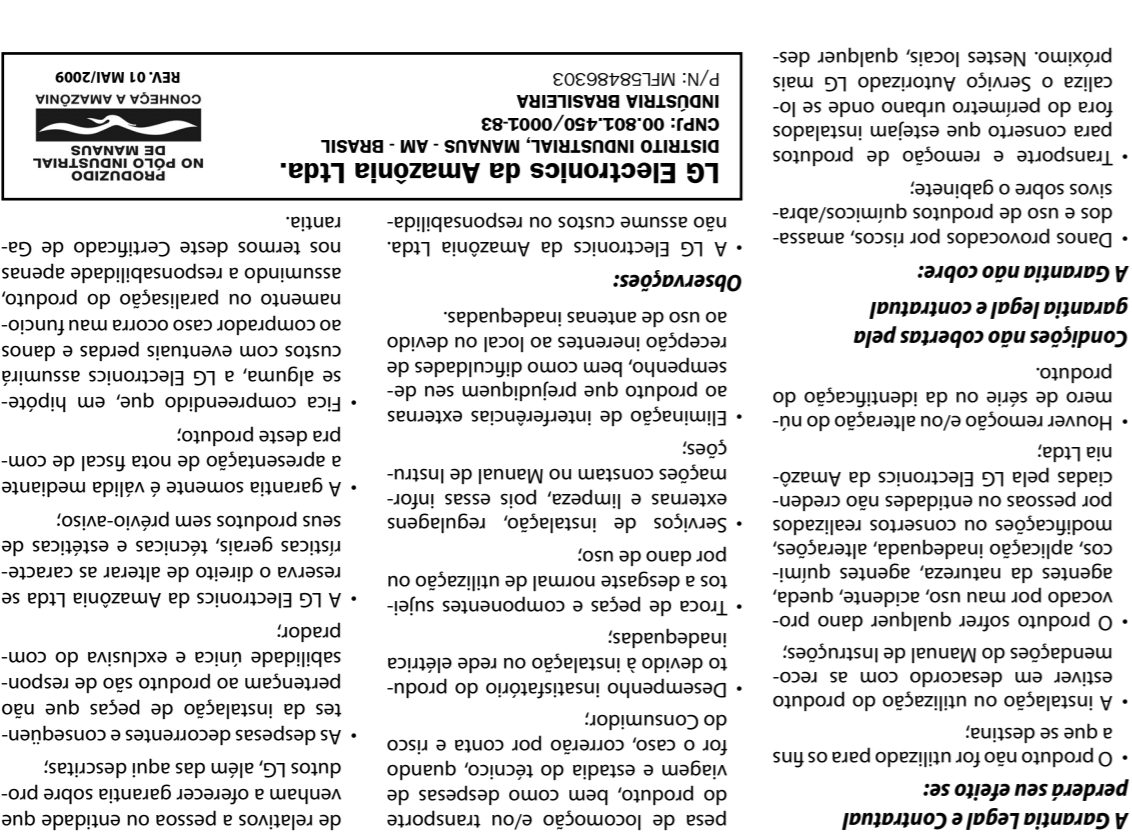 A Garantia Legal e Contratual
perderá seu efeito se:
• O produto não for utilizado para os fins
a que se destina;
• A instalação ou utilização do produto
estiver em desacordo com as reco-
mendações do Manual de Instruções;
• O produto sofrer qualquer dano pro-
vocado por mau uso, acidente, queda,
agentes da natureza, agentes quími-
cos, aplicação inadequada, alterações,
modificações ou consertos realizados
por pessoas ou entidades não creden-
ciadas pela LG Electronics da Amazô-
nia Ltda;
• Houver remoção e/ou alteração do nú-
mero de série ou da identificação do
produto.
Condições não cobertas pela
garantia legal e contratual
A Garantia não cobre:
• Danos provocados por riscos, amassa-
dos e uso de produtos químicos/abra-
sivos sobre o gabinete;
• Transporte e remoção de produtos
para conserto que estejam instalados
fora do perímetro urbano onde se lo-
caliza o Serviço Autorizado LG mais
próximo. Nestes locais, qualquer des-
pesa de locomoção e/ou transporte
do produto, bem como despesas de
viagem e estadia do técnico, quando
for o caso, correrão por conta e risco
do Consumidor;
• Desempenho insatisfatório do produ-
to devido à instalação ou rede elétrica
inadequadas;
• Troca de peças e componentes sujei-
tos a desgaste normal de utilização ou
por dano de uso;
• Serviços de instalação, regulagens
externas e limpeza, pois essas infor-
mações constam no Manual de Instru-
ções;
• Eliminação de interferências externas
ao produto que prejudiquem seu de-
sempenho, bem como dificuldades de
recepção inerentes ao local ou devido
ao uso de antenas inadequadas.
Observações:
• A LG Electronics da Amazônia Ltda.
não assume custos ou responsabilida-
de relativos a pessoa ou entidade que
venham a oferecer garantia sobre pro-
dutos LG, além das aqui descritas;
• As despesas decorrentes e conseqüen-
tes da instalação de peças que não
pertençam ao produto são de respon-
sabilidade única e exclusiva do com-
prador;
• A LG Electronics da Amazônia Ltda se
reserva o direito de alterar as caracte-
rísticas gerais, técnicas e estéticas de
seus produtos sem prévio-aviso;
• A garantia somente é válida mediante
a apresentação de nota fiscal de com-
pra deste produto;
• Fica compreendido que, em hipóte-
se alguma, a LG Electronics assumirá
custos com eventuais perdas e danos
ao comprador caso ocorra mau funcio-
namento ou paralisação do produto,
assumindo a responsabilidade apenas
nos termos deste Certificado de Ga-
rantia.
LG Electronics da Amazônia Ltda.
DISTRITO INDUSTRIAL, MANAUS - AM - BRASIL
CNPJ: 00.801.450/0001-83
INDÚSTRIA BRASILEIRA
P/N: MFL58486303
PRODUZIDO
NO PÓLO INDUSTRIAL
DE MANAUS
CONHEÇA A AMAZÔNIA
REV. 01 MAI/2009